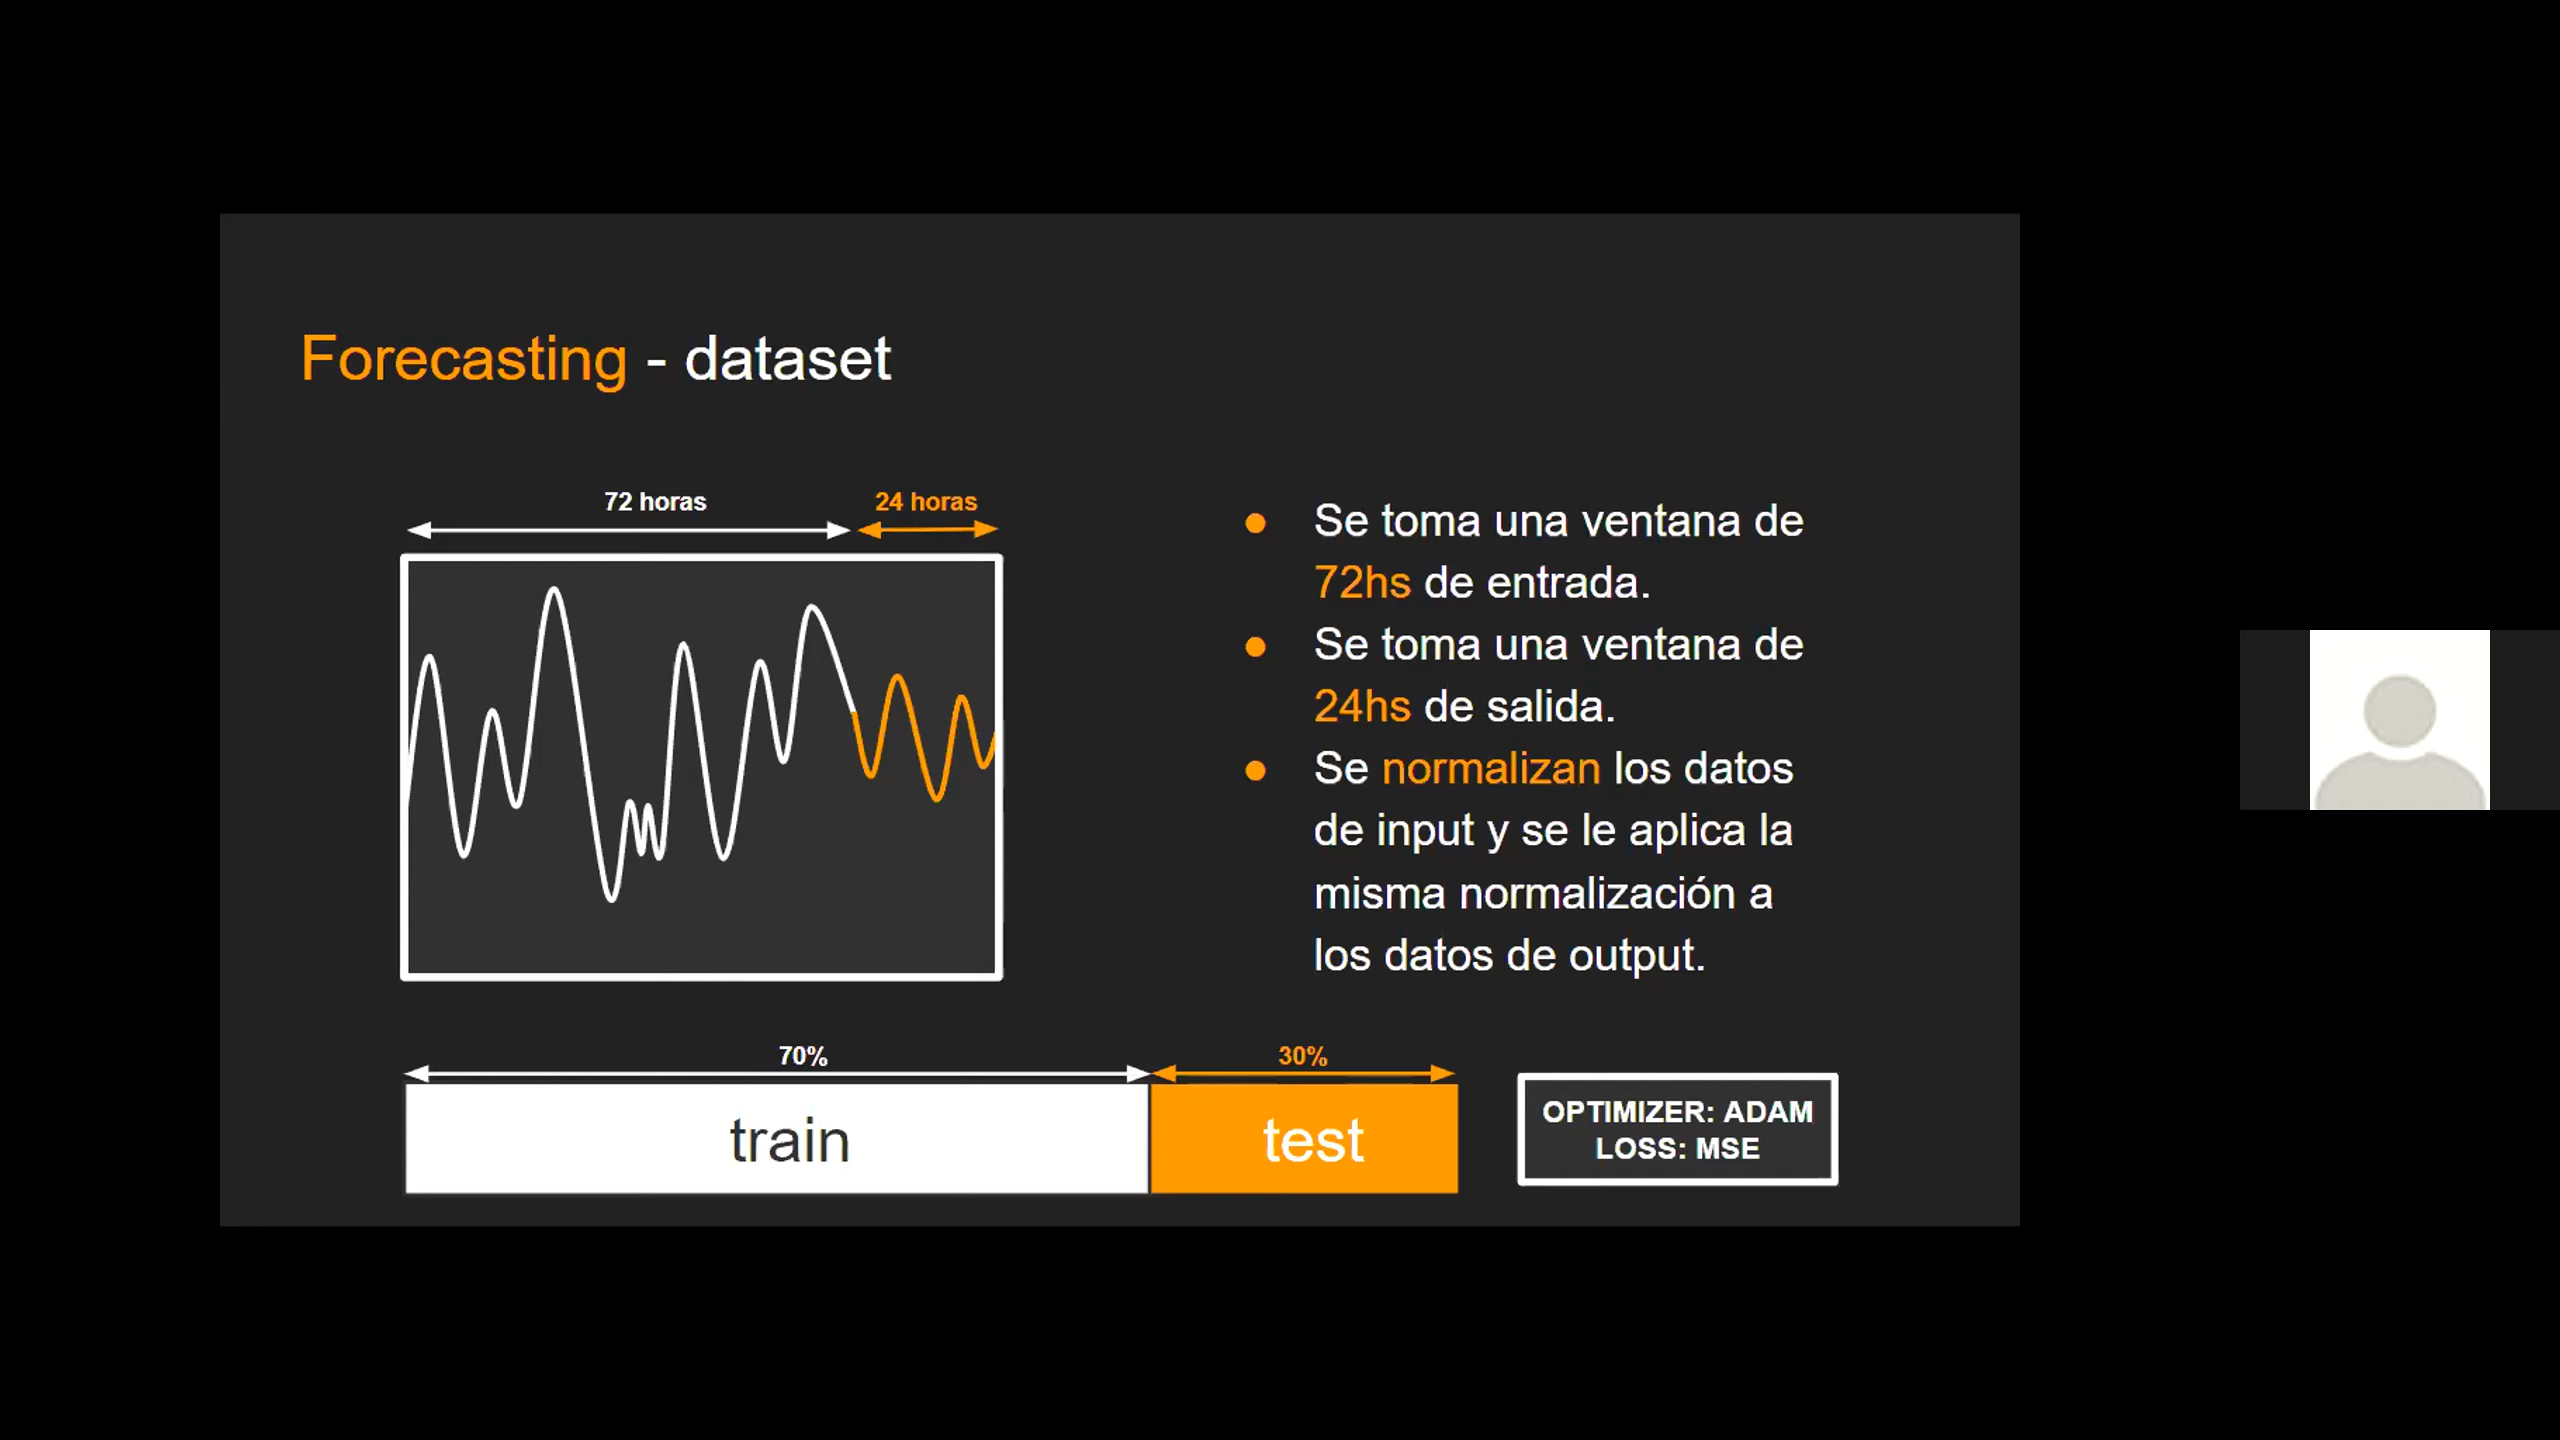 Forecasting - dataset
72 horas
24 horas
Se toma una ventana de
72hs de entrada.
Se toma una ventana de
24hs de salida.
Se normalizan los datos
de input y se le aplica la
misma normalización a
los datos de output.
70%
30%
train
test
OPTIMIZER: ADAM
LOSS: MSE